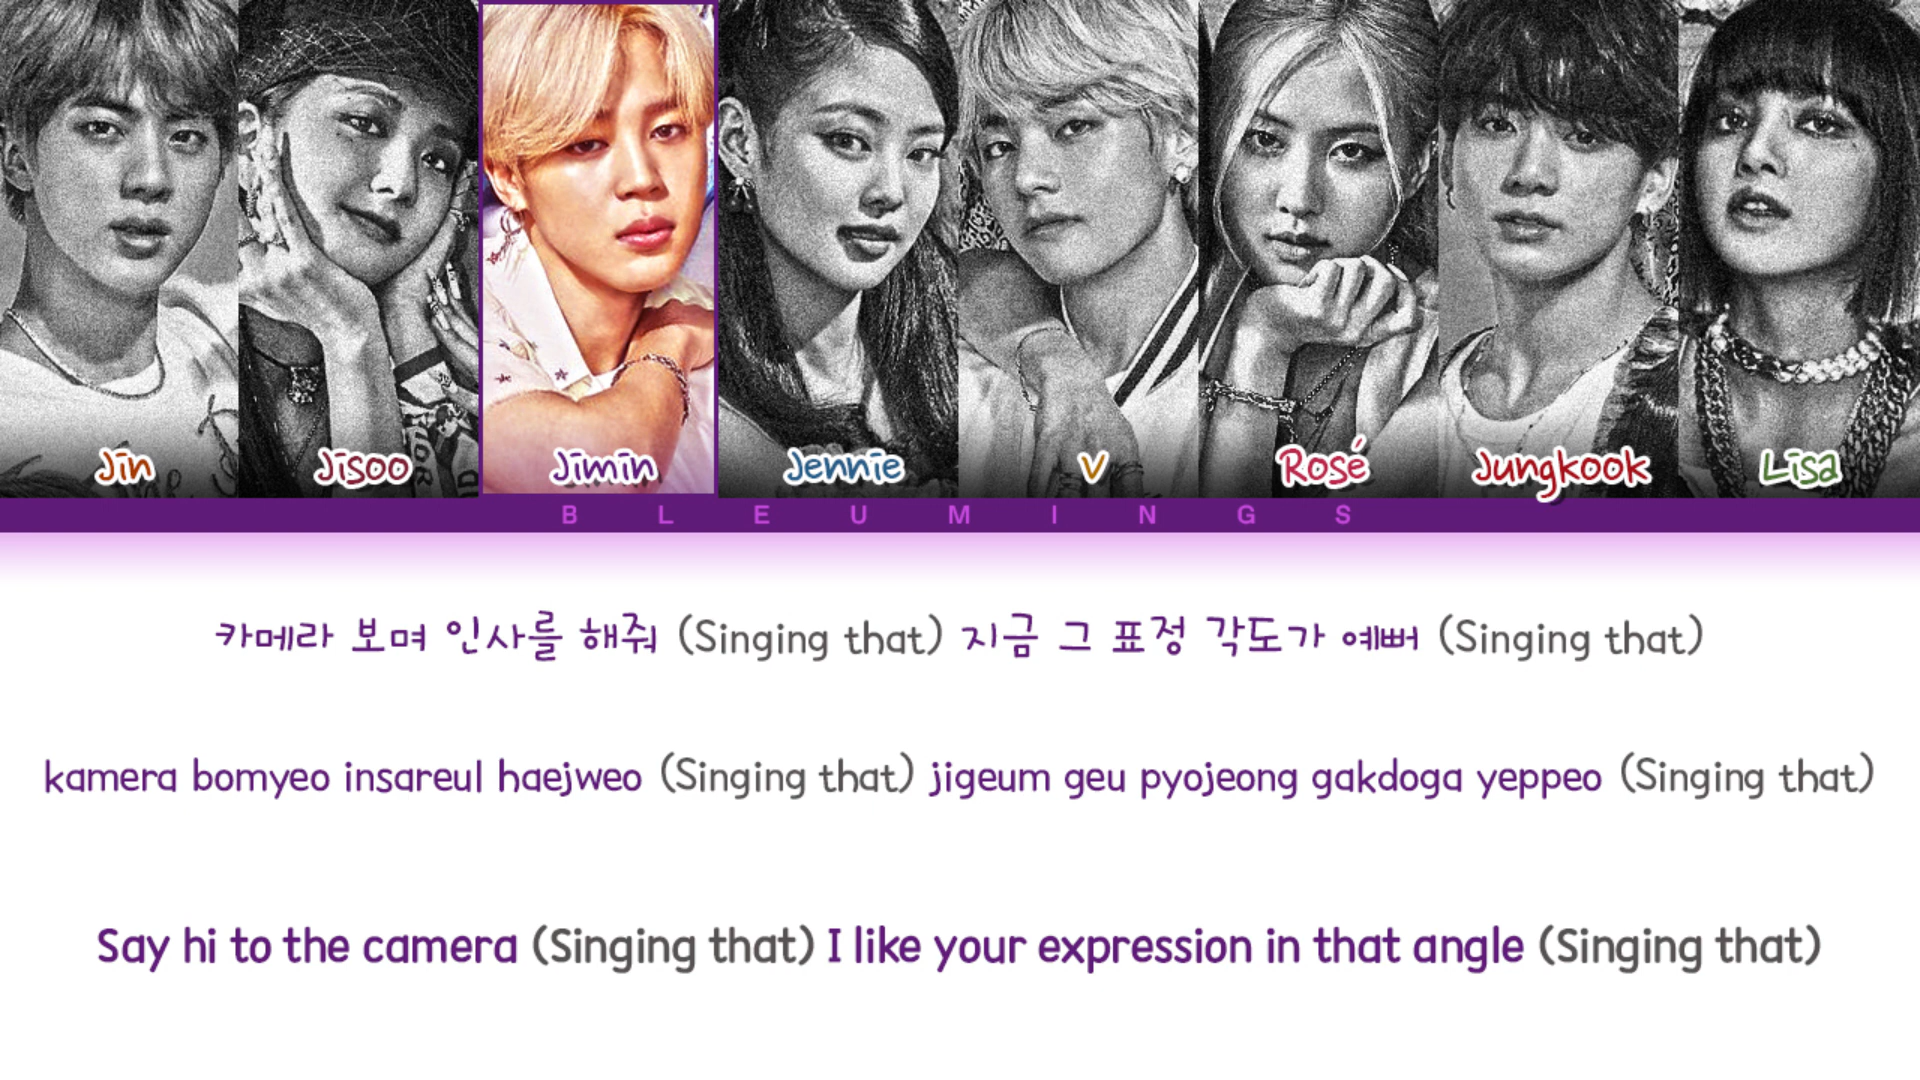 Jin Jisoo Jimin Jennie V Rosé Jungkook Lisa
BLEUMINGS
카메라 보며 인사를 해줘 (Singing that) 지금 그 표정 각도가 예뻐 (Singing that)
kamera bomyeo insareul haejweo (Singing that) jigeum geu pyojeong gakdoga yeppeo (Singing that)
Say hi to the camera (Singing that) I like your expression in that angle (Singing that)